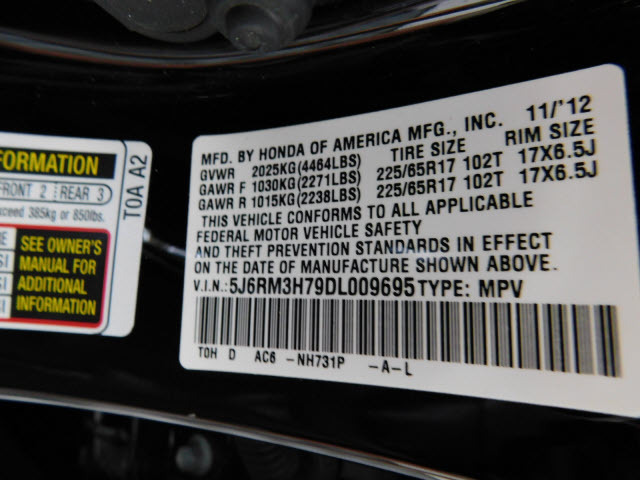 FORMATION
FRONT 2 REAR 3
xceed 385kg or 850lbs.
SEE OWNER'S
MANUAL FOR
ADDITIONAL
INFORMATION
T0A A2
MFD. BY HONDA OF AMERICA MFG., INC. 11/'12
GVWR 2025KG(4464LBS) TIRE SIZE RIM SIZE
GAWR F 1030KG(2271LBS) 225/65R17 102T 17X6.5J
GAWR R 1015KG(2238LBS) 225/65R17 102T 17X6.5J
THIS VEHICLE CONFORMS TO ALL APPLICABLE
FEDERAL MOTOR VEHICLE SAFETY
AND THEFT PREVENTION STANDARDS IN EFFECT
ON THE DATE OF MANUFACTURE SHOWN ABOVE.
V.I.N.:5J6RM3H79DL009695 TYPE: MPV
T0H D AC6 -NH731P -A-L